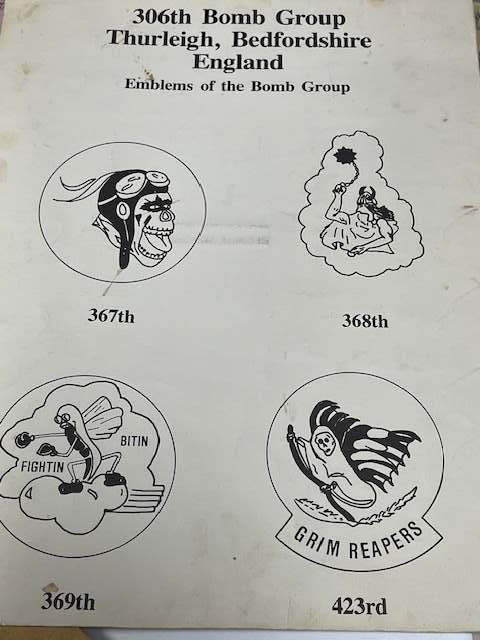 306th Bomb Group
Thurleigh, Bedfordshire
England
Emblems of the Bomb Group
367th
368th
FIGHTIN
BITIN
GRIM REAPERS
369th
423rd